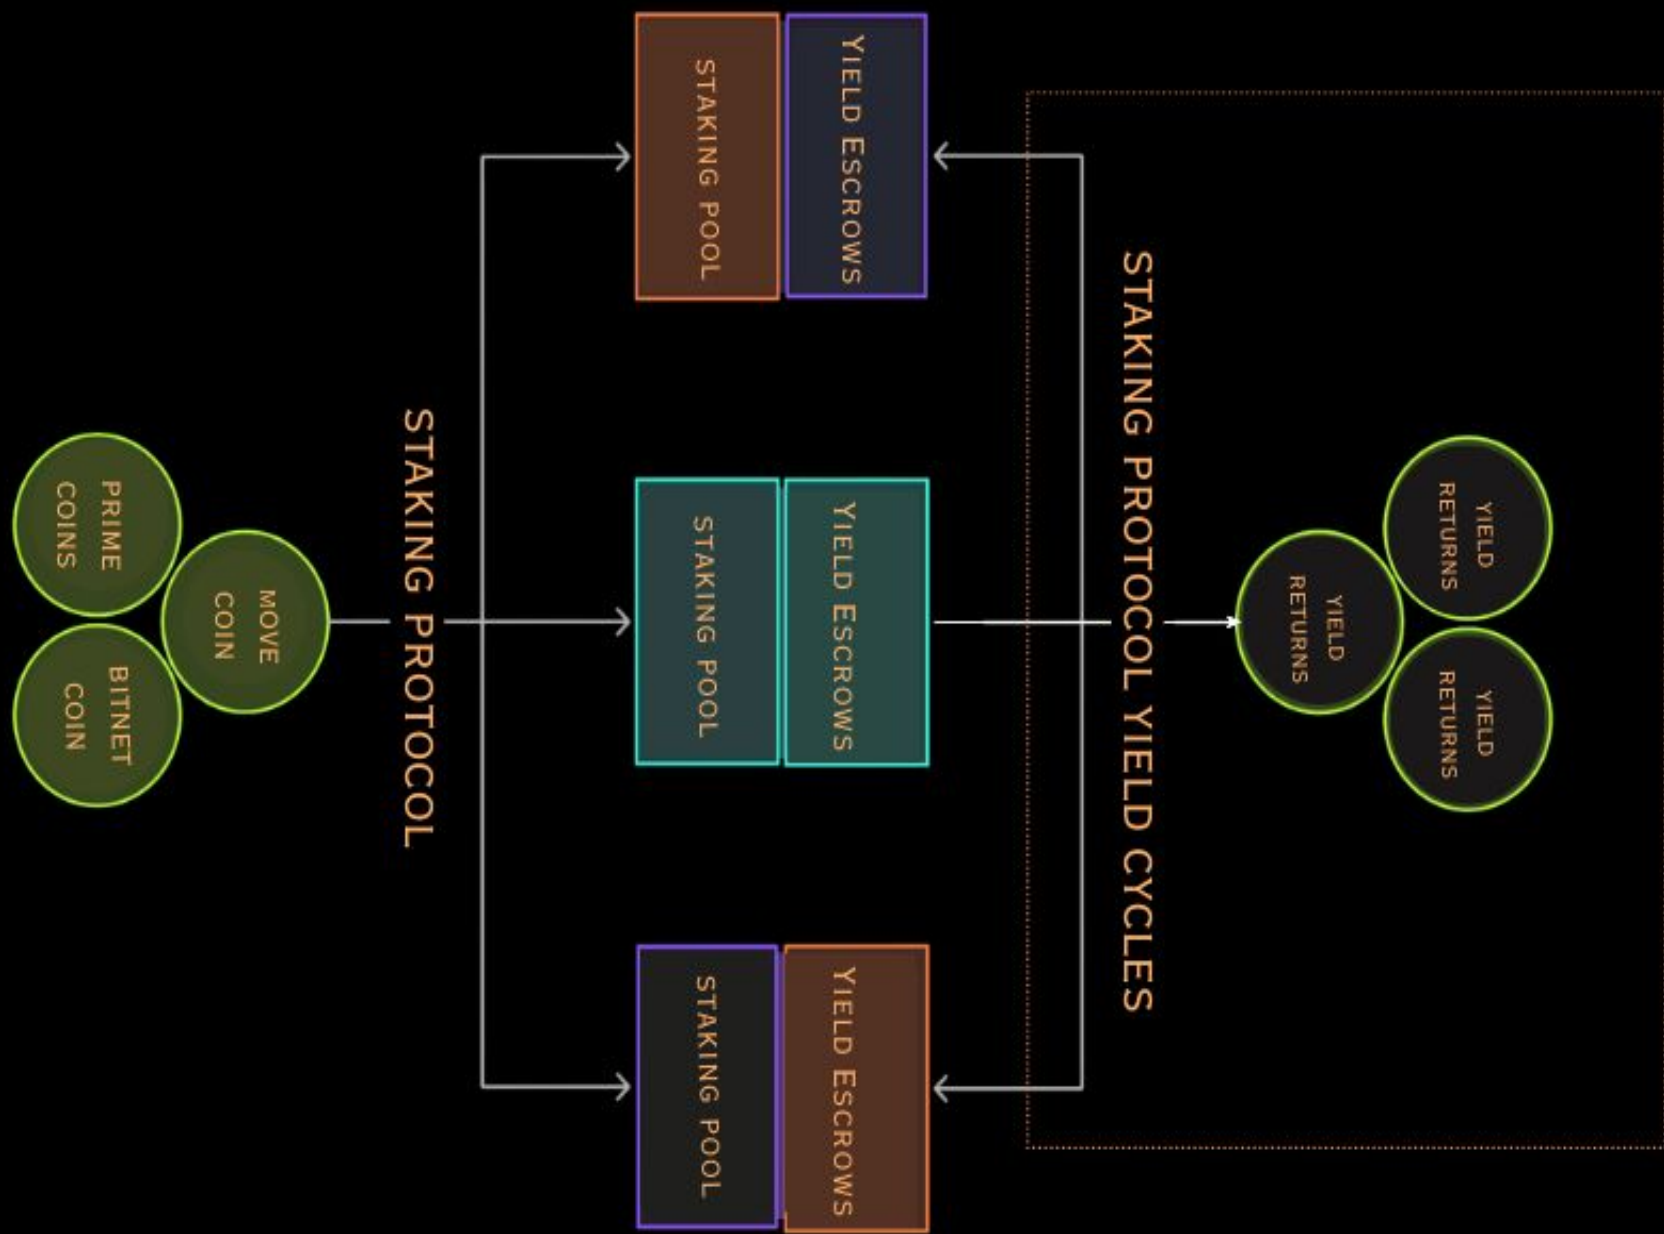 YIELD
RETURNS
YIELD
RETURNS
YIELD
RETURNS
STAKING PROTOCOL YIELD CYCLES
YIELD ESCROWS
YIELD ESCROWS
YIELD ESCROWS
STAKING POOL
STAKING POOL
STAKING POOL
STAKING PROTOCOL
MOVE
COIN
PRIME
COINS
BITNET
COIN